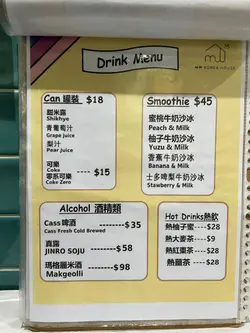 Drink Menu
Can 罐裝 $18
甜米露
Shikhye
青葡萄汁
Grape Juice
梨汁
Pear Juice
可樂
Coke
零系可樂
Coke Zero
$15
Smoothie $45
蜜桃牛奶沙冰
Peach & Milk
柚子牛奶沙冰
Yuzu & Milk
香蕉牛奶沙冰
Banana & Milk
士多啤梨牛奶沙冰
Stawberry & Milk
Alcohol 酒精類
Cass啤酒
Cass Fresh Cold Brewed
$35
真露
JINRO SOJU
$58
瑪格麗米酒
Makgeolli
$98
Hot Drinks熱飲
熱柚子蜜 $28
熱大麥茶 $9
熱紅棗茶 $28
熱薑茶 $28